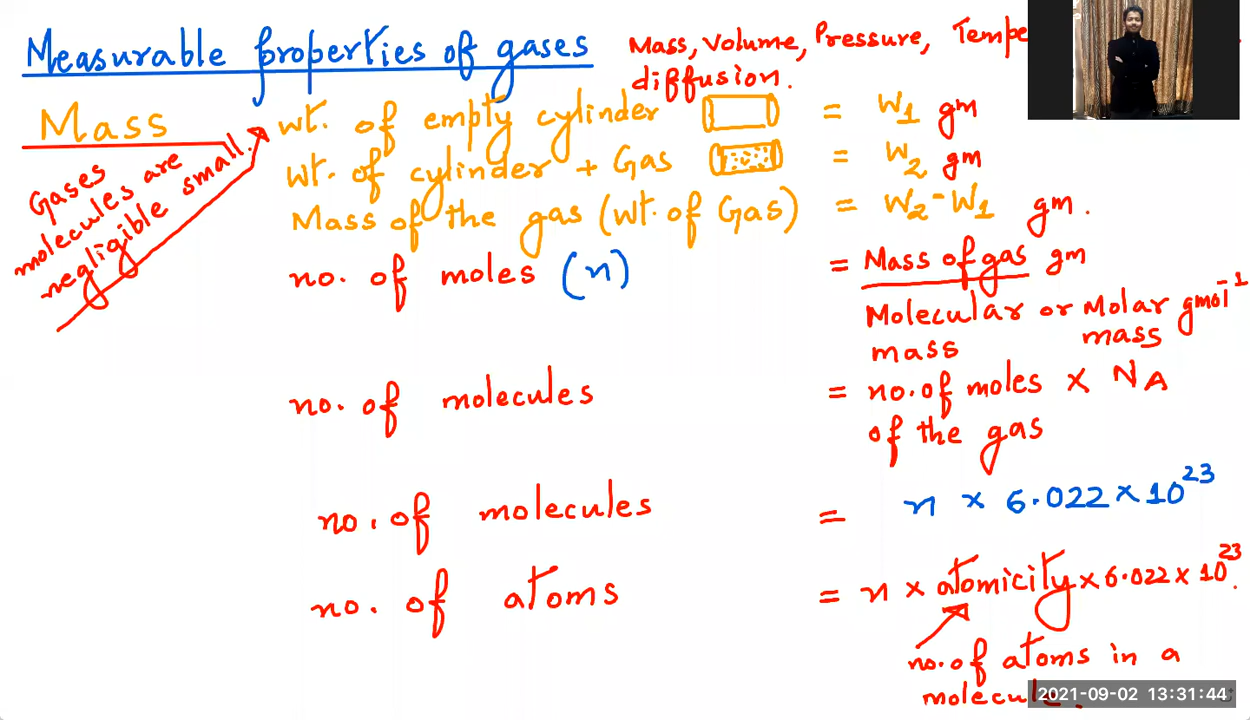 Measurable properties of gases
Mass, Volume, Pressure, Tempe
diffusion.
Mass
wt. of empty cylinder = W1 gm
wt. of cylinder + Gas = W2 gm
Mass of the gas (wt. of Gas) = W2 - W1 gm.
Gases
molecules are
negligible small.
no. of moles (n) = Mass of gas gm
Molecular or Molar gmol⁻¹
mass mass
no. of molecules = no. of moles × NA
of the gas
no. of molecules = n × 6.022 × 10²³
no. of atoms = n × atomicity × 6.022 × 10²³.
no. of atoms in a
molecule.
2021-09-02 13:31:44